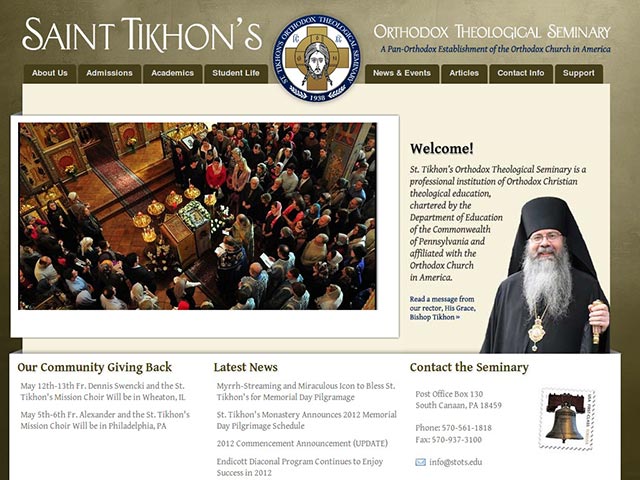 SAINT TIKHON'S
ORTHODOX THEOLOGICAL SEMINARY
A Pan-Orthodox Establishment of the Orthodox Church in America
ST. TIKHON'S ORTHODOX THEOLOGICAL SEMINARY
1938
About Us
Admissions
Academics
Student Life
News & Events
Articles
Contact Info
Support
Welcome!
St. Tikhon's Orthodox Theological Seminary is a
professional institution of Orthodox Christian
theological education,
chartered by the
Department of Education
of the Commonwealth
of Pennsylvania and
affiliated with the
Orthodox Church
in America.
Read a message from
our rector, His Grace,
Bishop Tikhon »
Our Community Giving Back
May 12th-13th Fr. Dennis Swencki and the St.
Tikhon's Mission Choir Will be in Wheaton, IL
May 5th-6th Fr. Alexander and the St. Tikhon's
Mission Choir Will be in Philadelphia, PA
Latest News
Myrrh-Streaming and Miraculous Icon to Bless St.
Tikhon's for Memorial Day Pilgramage
St. Tikhon's Monastery Announces 2012 Memorial
Day Pilgrimage Schedule
2012 Commencement Announcement (UPDATE)
Endicott Diaconal Program Continues to Enjoy
Success in 2012
Contact the Seminary
Post Office Box 130
South Canaan, PA 18459
Phone: 570-561-1818
Fax: 570-937-3100
info@stots.edu